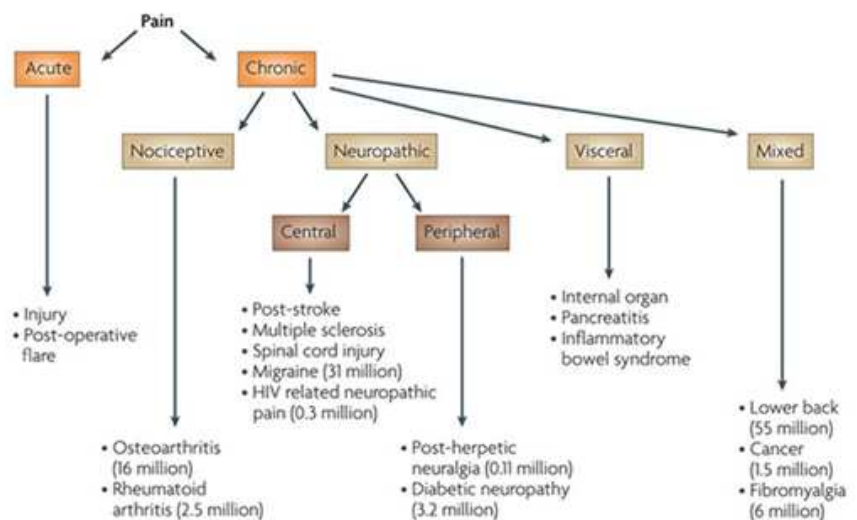 Pain
Acute
Chronic
Nociceptive
Neuropathic
Visceral
Mixed
Central
Peripheral
• Injury
• Post-operative
flare
• Post-stroke
• Multiple sclerosis
• Spinal cord injury
• Migraine (31 million)
• HIV related neuropathic
pain (0.3 million)
• Internal organ
• Pancreatitis
• Inflammatory
bowel syndrome
• Osteoarthritis
(16 million)
• Rheumatoid
arthritis (2.5 million)
• Post-herpetic
neuralgia (0.11 million)
• Diabetic neuropathy
(3.2 million)
• Lower back
(55 million)
• Cancer
(1.5 million)
• Fibromyalgia
(6 million)